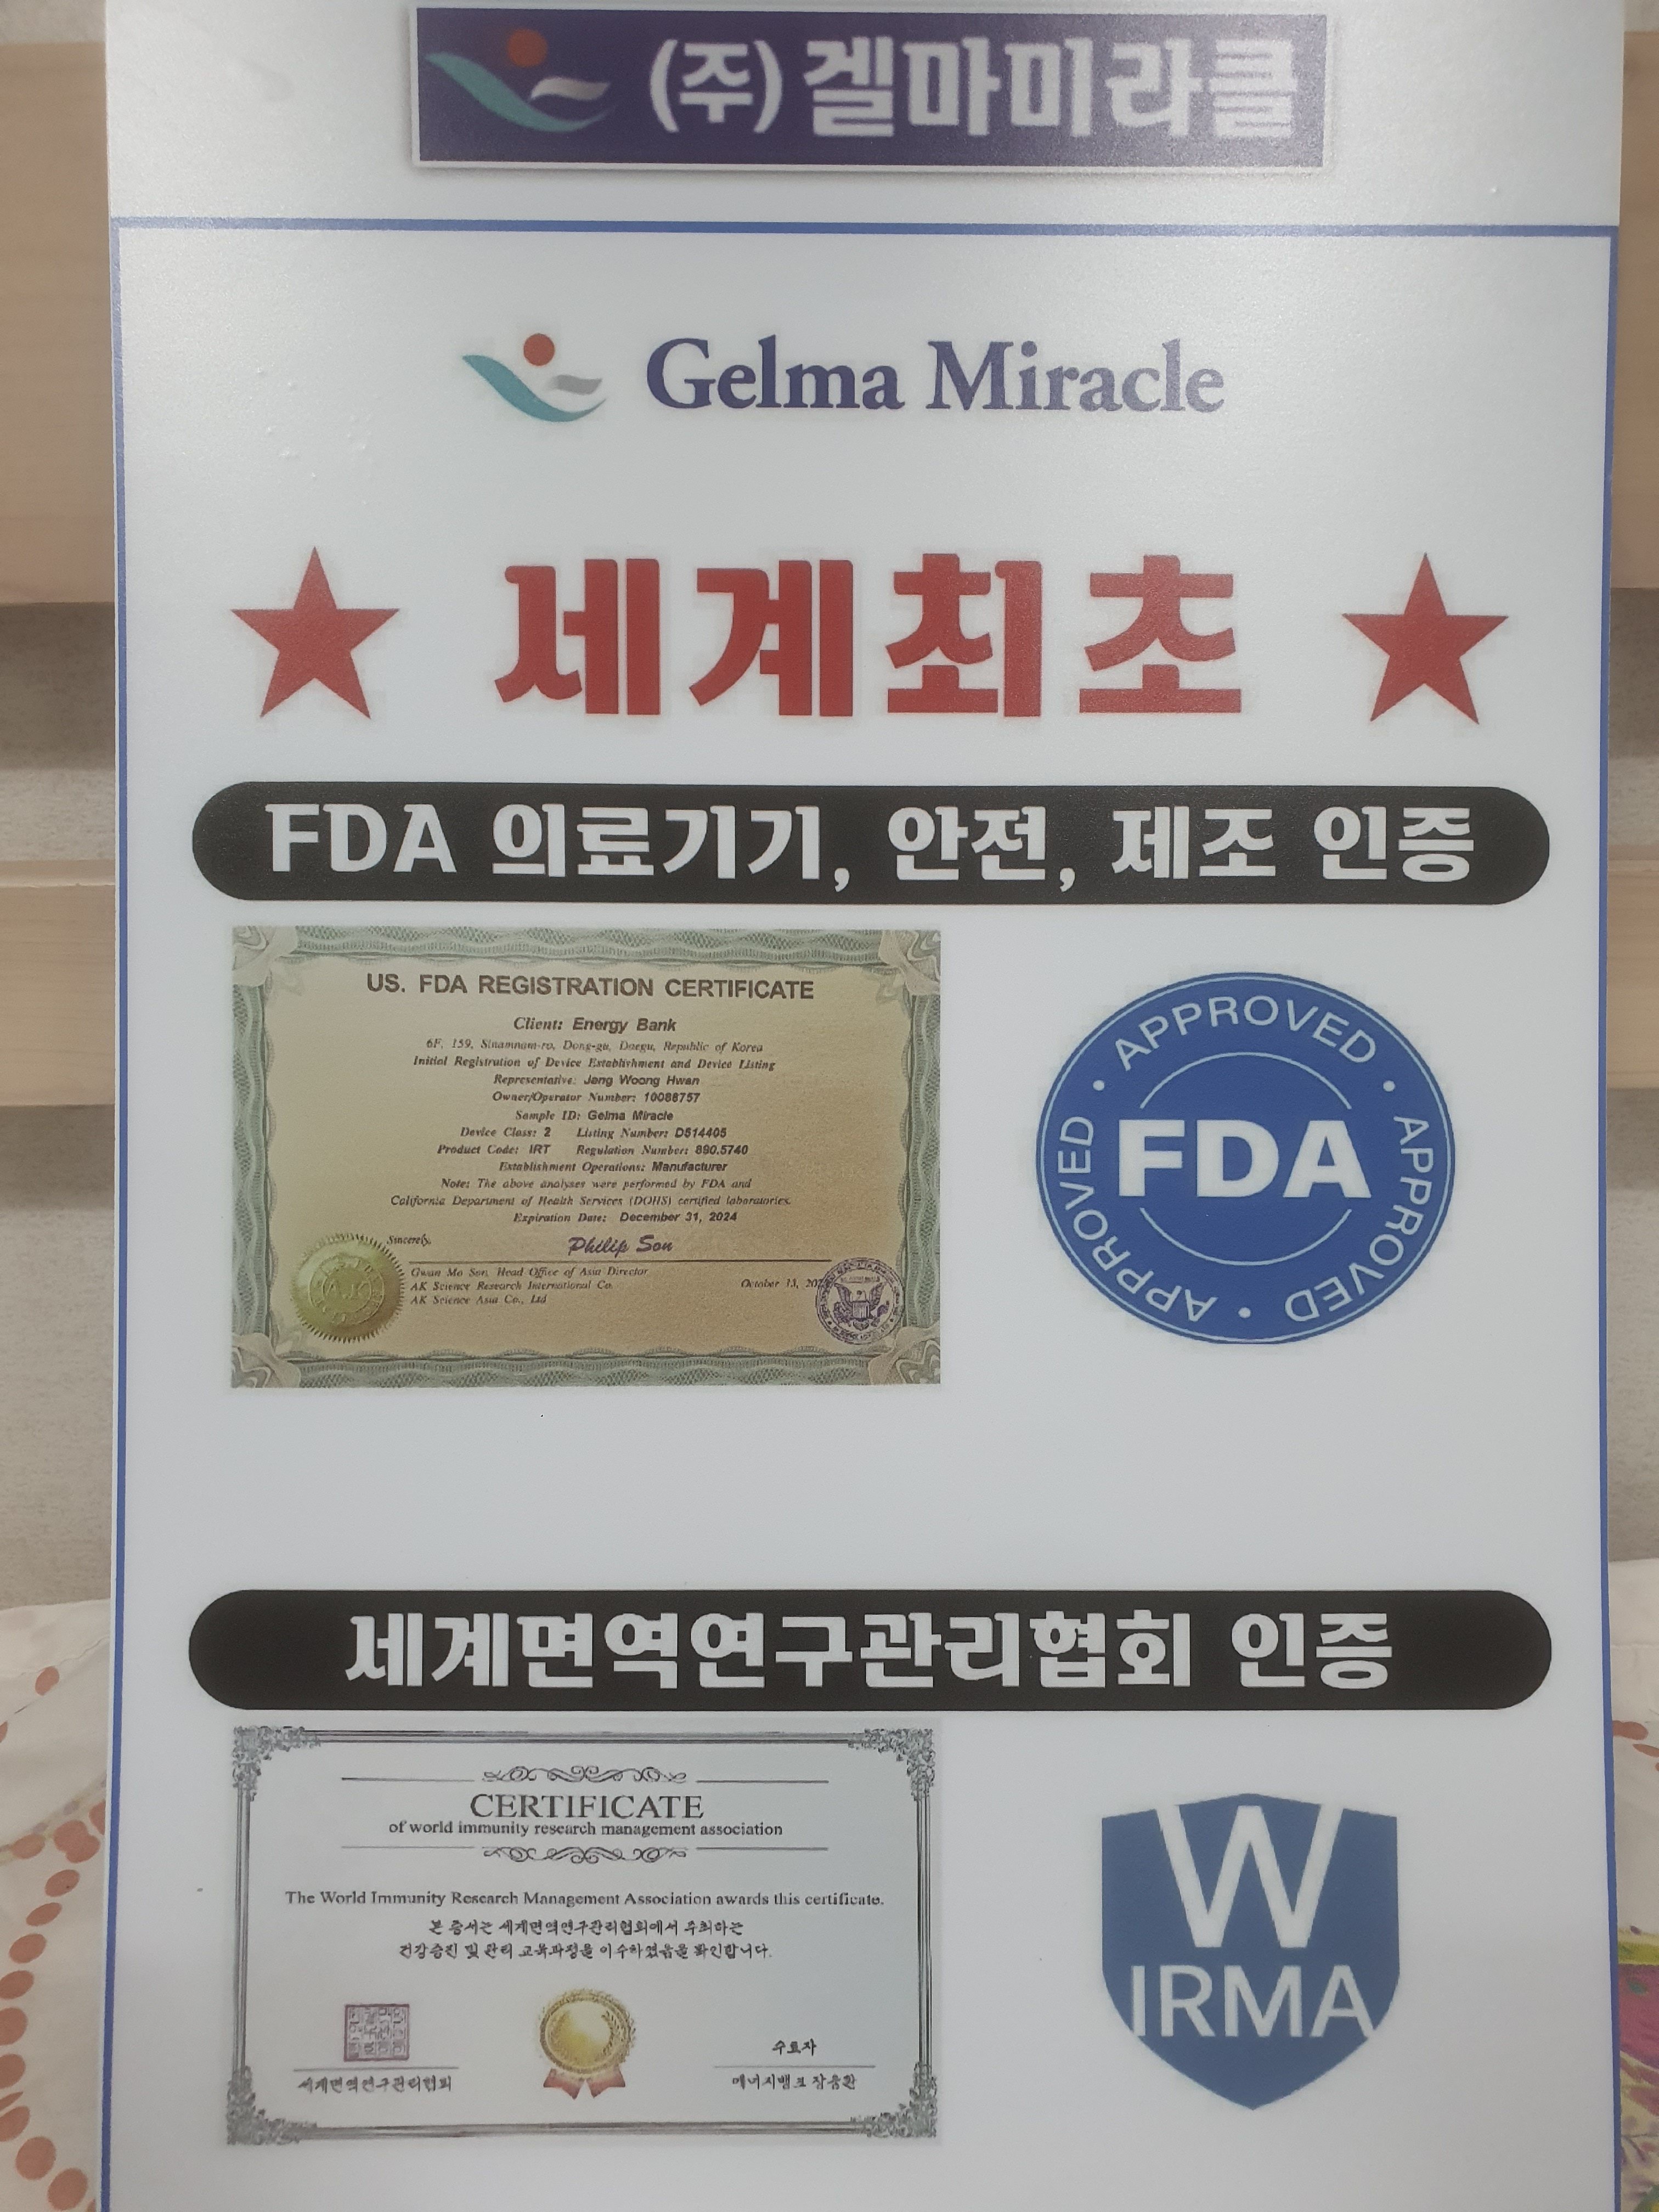 (주)겔마미라클
Gelma Miracle
세계최초
FDA 의료기기, 안전, 제조 인증
US. FDA REGISTRATION CERTIFICATE
Client: Energy Bank
6F, 159, Sinamnam-ro, Dong-gu, Daegu, Republic of Korea
Initial Registration of Device Establishment and Device Listing
Representative: Jang Woong Hwan
Owner/Operator Number: 10088757
Sample ID: Gelma Miracle
Device Class: 2 Listing Number: D514405
Product Code: IRT Regulation Number: 890.5740
Establishment Operations: Manufacturer
Note: The above analyses were performed by FDA and
California Department of Health Services (DOHS) certified laboratories.
Expiration Date: December 31, 2024
Sincerely,
Philip Son
Gwan Mo Son, Head Office of Asia Director
AK Science Research International Co.
October 13,
AK Science Asia Co., Ltd
APPROVED • APPROVED • APPROVED • APPROVED •
FDA
세계면역연구관리협회 인증
CERTIFICATE
of world immunity research management association
The World Immunity Research Management Association awards this certificate.
본 증서는 세계면역연구관리협회에서 주최하는
건강증진 및 관리 교육과정을 이수하였음을 확인합니다.
수료자
세계면역연구관리협회
에너지뱅크 장웅환
W
IRMA